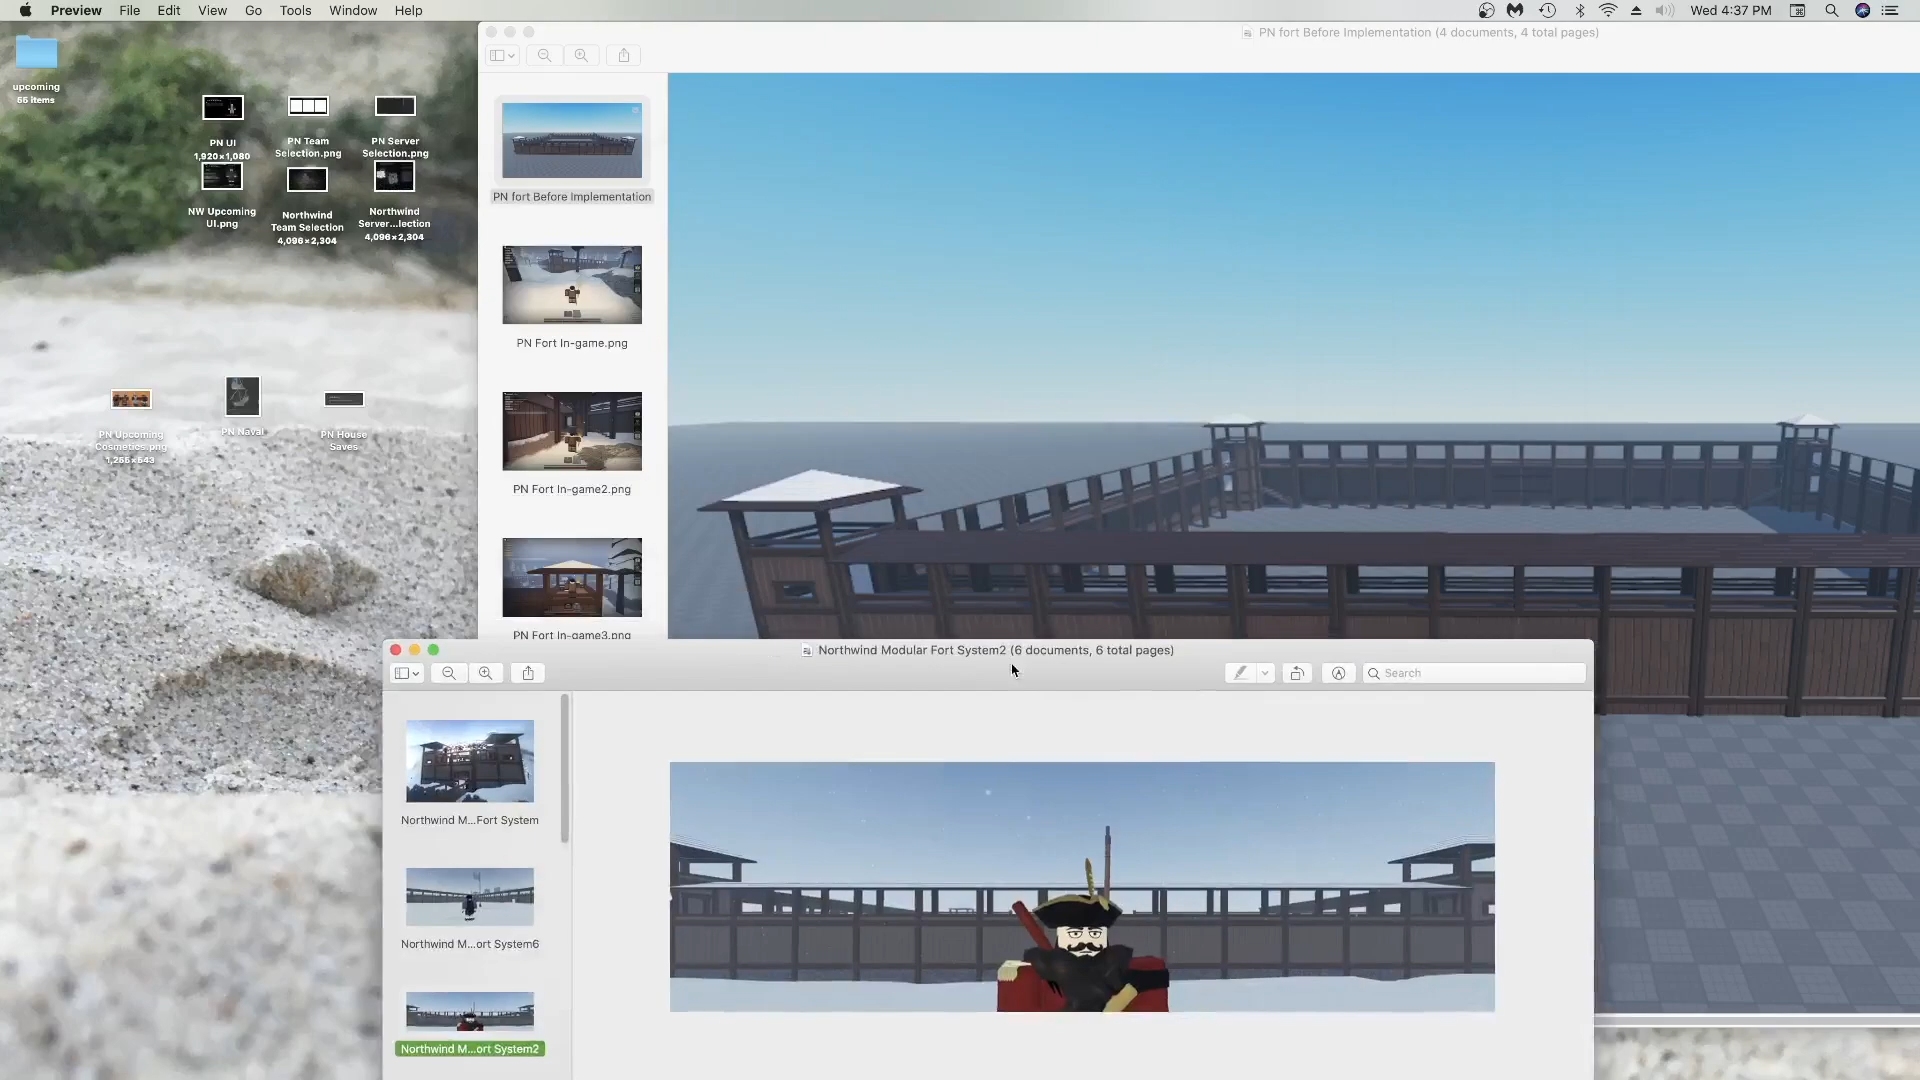 Preview File Edit View Go Tools Window Help
Wed 4:37 PM
PN fort Before Implementation (4 documents, 4 total pages)
upcoming
PN UI
1,920×1,080
PN Team
Selection.png
PN Server
Selection.png
NW Upcoming
UI.png
Northwind
Team Selection
4,096×2,304
Northwind
Server...lection
4,096×2,304
PN Upcoming
Cosmetics.png
PN Naval
PN House
Saves
PN fort Before Implementation
PN Fort In-game.png
PN Fort In-game2.png
PN Fort In-game3.png
Northwind Modular Fort System2 (6 documents, 6 total pages)
Search
Northwind M...Fort System
Northwind M...ort System6
Northwind M...ort System2